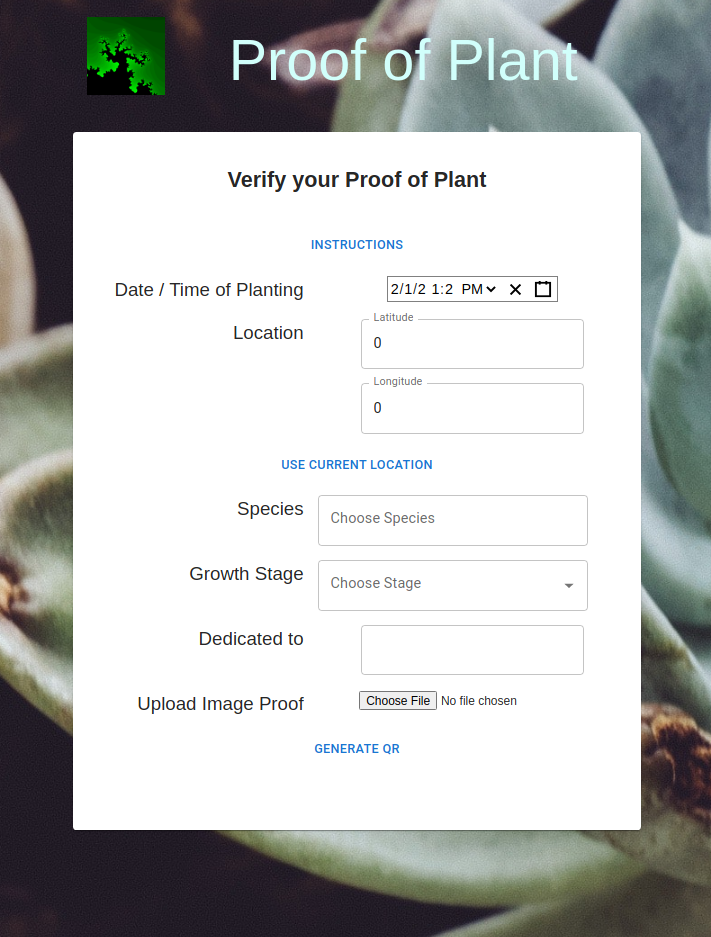 Proof of Plant
Verify your Proof of Plant
INSTRUCTIONS
Date / Time of Planting 2/1/2 1:2 PM
Location Latitude
0
Longitude
0
USE CURRENT LOCATION
Species Choose Species
Growth Stage Choose Stage
Dedicated to
Upload Image Proof Choose File No file chosen
GENERATE QR